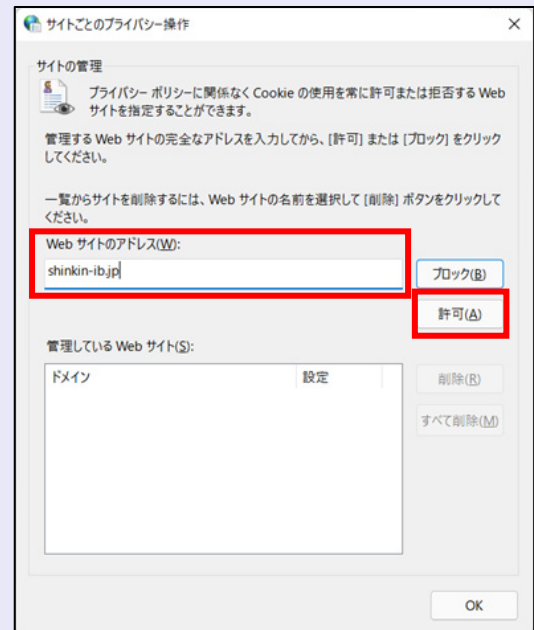 サイトごとのプライバシー操作
サイトの管理
プライバシー ポリシーに関係なく Cookie の使用を常に許可または拒否する Web
サイトを指定することができます。
管理する Web サイトの完全なアドレスを入力してから、[許可] または [ブロック] をクリック
してください。
一覧からサイトを削除するには、Web サイトの名前を選択して [削除] ボタンをクリックして
ください。
Web サイトのアドレス(W):
shinkin-ib.jp
ブロック(B)
許可(A)
管理している Web サイト(S):
ドメイン 設定
削除(R)
すべて削除(M)
OK